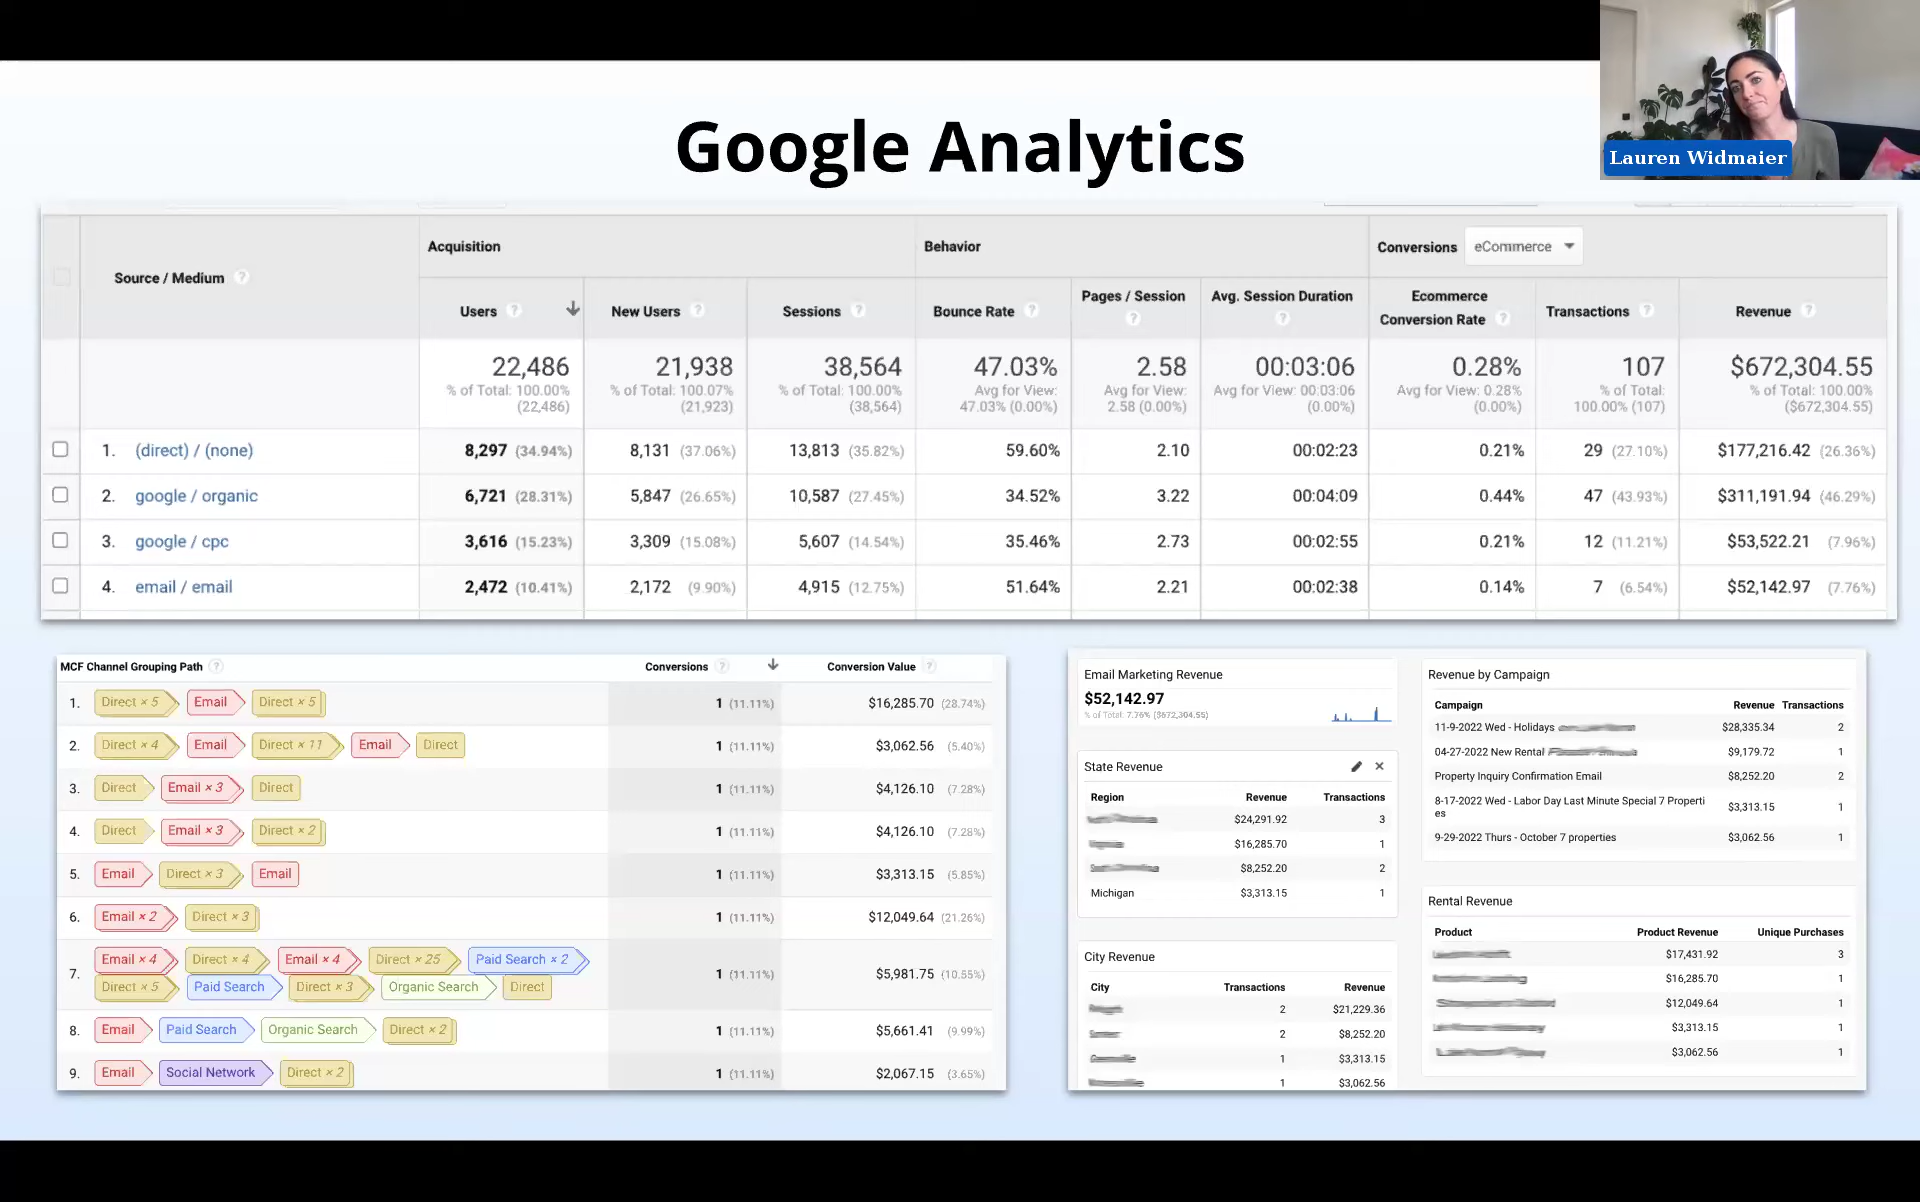 Google Analytics
Lauren Widmaier
Source / Medium ?
Acquisition
Behavior
Conversions eCommerce
Users ?
New Users ?
Sessions ?
Bounce Rate ?
Pages / Session ?
Avg. Session Duration ?
Ecommerce Conversion Rate ?
Transactions ?
Revenue ?
22,486 21,938 38,564 47.03% 2.58 00:03:06 0.28% 107 $672,304.55
% of Total: 100.00% % of Total: 100.07% % of Total: 100.00% Avg for View: Avg for View: Avg for View: 00:03:06 Avg for View: 0.28% % of Total: % of Total: 100.00%
(22,486) (21,923) (38,564) 47.03% (0.00%) 2.58 (0.00%) (0.00%) (0.00%) 100.00% (107) ($672,304.55)
1. (direct) / (none) 8,297 (34.94%) 8,131 (37.06%) 13,813 (35.82%) 59.60% 2.10 00:02:23 0.21% 29 (27.10%) $177,216.42 (26.36%)
2. google / organic 6,721 (28.31%) 5,847 (26.65%) 10,587 (27.45%) 34.52% 3.22 00:04:09 0.44% 47 (43.93%) $311,191.94 (46.29%)
3. google / cpc 3,616 (15.23%) 3,309 (15.08%) 5,607 (14.54%) 35.46% 2.73 00:02:55 0.21% 12 (11.21%) $53,522.21 (7.96%)
4. email / email 2,472 (10.41%) 2,172 (9.90%) 4,915 (12.75%) 51.64% 2.21 00:02:38 0.14% 7 (6.54%) $52,142.97 (7.76%)
MCF Channel Grouping Path ? Conversions ? Conversion Value ?
1. Direct × 5 Email Direct × 5 1 (11.11%) $16,285.70 (28.74%)
2. Direct × 4 Email Direct × 11 Email Direct 1 (11.11%) $3,062.56 (5.40%)
3. Direct Email × 3 Direct 1 (11.11%) $4,126.10 (7.28%)
4. Direct Email × 3 Direct × 2 1 (11.11%) $4,126.10 (7.28%)
5. Email Direct × 3 Email 1 (11.11%) $3,313.15 (5.85%)
6. Email × 2 Direct × 3 1 (11.11%) $12,049.64 (21.26%)
7. Email × 4 Direct × 4 Email × 4 Direct × 25 Paid Search × 2 1 (11.11%) $5,981.75 (10.55%)
Direct × 5 Paid Search Direct × 3 Organic Search Direct
8. Email Paid Search Organic Search Direct × 2 1 (11.11%) $5,661.41 (9.99%)
9. Email Social Network Direct × 2 1 (11.11%) $2,067.15 (3.65%)
Email Marketing Revenue
$52,142.97
% of Total: 7.76% ($672,304.55)
State Revenue
Region Revenue Transactions
$24,291.92 3
$16,285.70 1
$8,252.20 2
Michigan $3,313.15 1
City Revenue
City Transactions Revenue
2 $21,229.36
2 $8,252.20
1 $3,313.15
1 $3,062.56
Revenue by Campaign
Campaign Revenue Transactions
11-9-2022 Wed - Holidays $28,335.34 2
04-27-2022 New Rental $9,179.72 1
Property Inquiry Confirmation Email $8,252.20 2
8-17-2022 Wed - Labor Day Last Minute Special 7 Properti $3,313.15 1
es
9-29-2022 Thurs - October 7 properties $3,062.56 1
Rental Revenue
Product Product Revenue Unique Purchases
$17,431.92 3
$16,285.70 1
$12,049.64 1
$3,313.15 1
$3,062.56 1